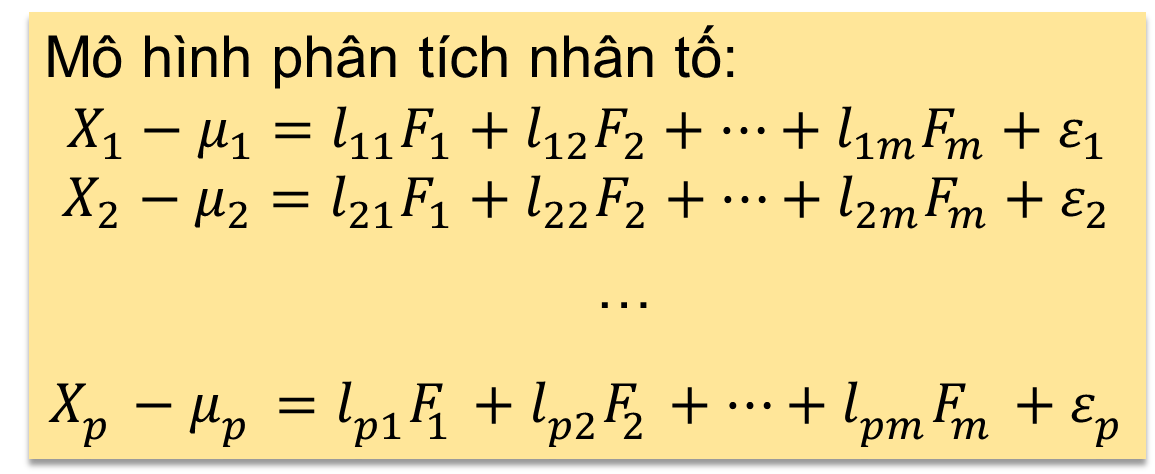 Mô hình phân tích nhân tố:
X₁ − μ₁ = l₁₁F₁ + l₁₂F₂ + ⋯ + l₁ₘFₘ + ε₁
X₂ − μ₂ = l₂₁F₁ + l₂₂F₂ + ⋯ + l₂ₘFₘ + ε₂
…
Xₚ − μₚ = lₚ₁F₁ + lₚ₂F₂ + ⋯ + lₚₘFₘ + εₚ